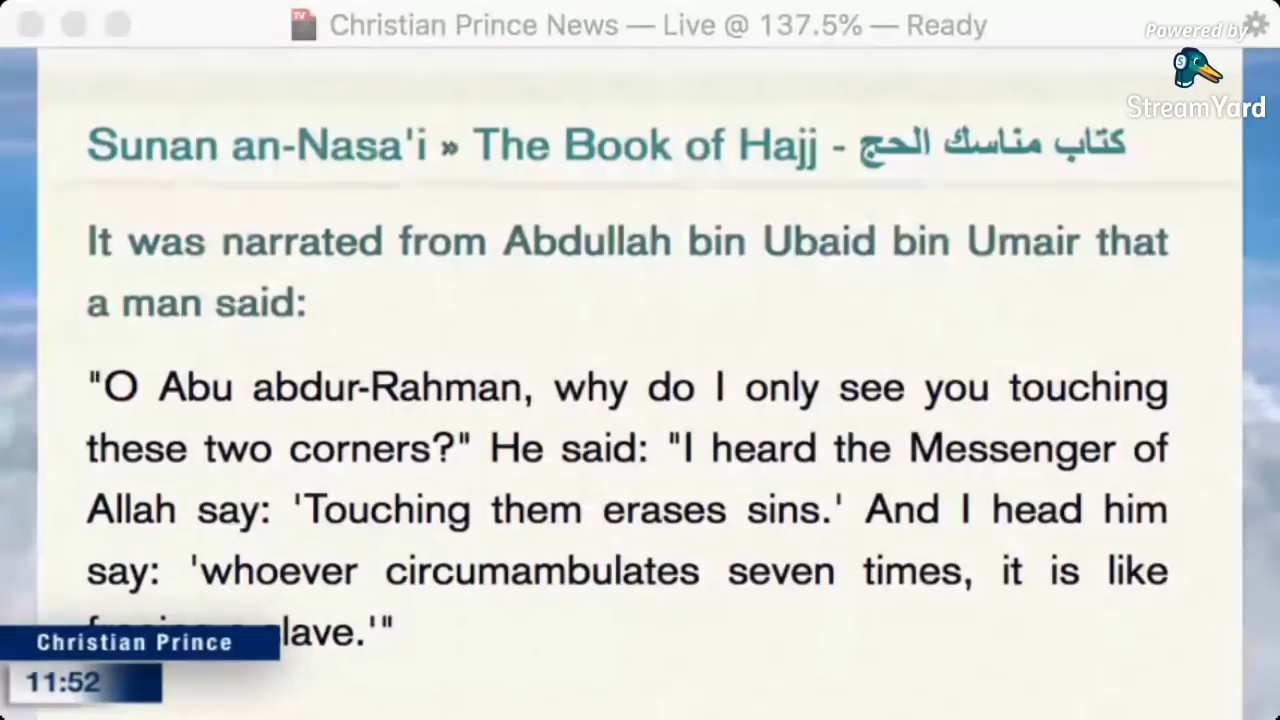 Christian Prince News — Live @ 137.5% — Ready
Powered by
StreamYard
Sunan an-Nasa'i » The Book of Hajj - كتاب مناسك الحج
It was narrated from Abdullah bin Ubaid bin Umair that
a man said:
"O Abu abdur-Rahman, why do I only see you touching
these two corners?" He said: "I heard the Messenger of
Allah say: 'Touching them erases sins.' And I head him
say: 'whoever circumambulates seven times, it is like
lave.'"
Christian Prince
11:52